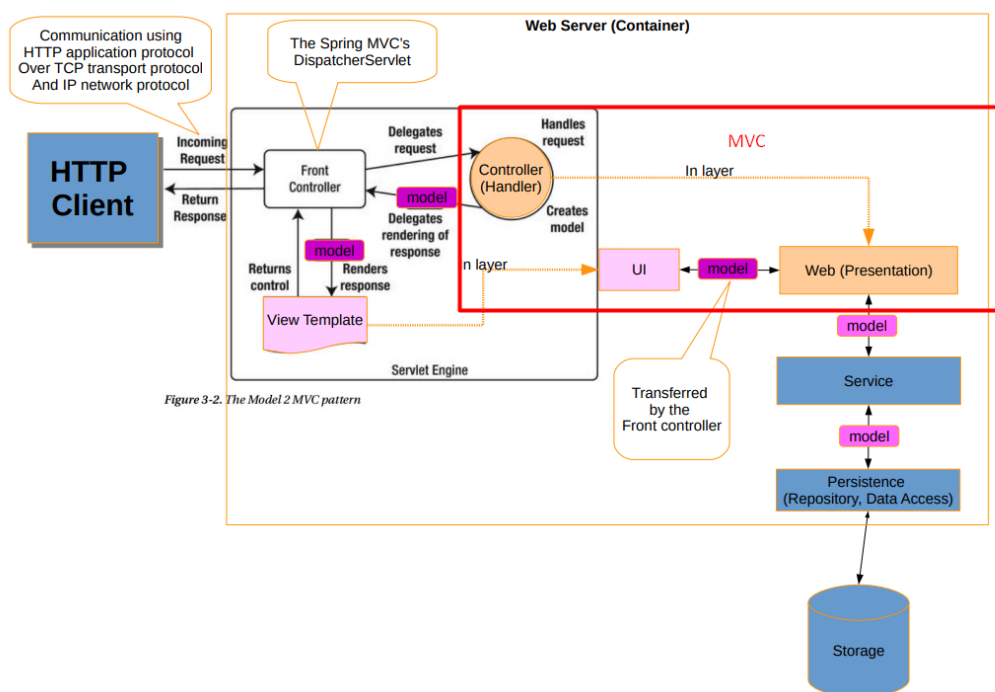 Web Server (Container)
Communication using
HTTP application protocol
Over TCP transport protocol
And IP network protocol
The Spring MVC's
DispatcherServlet
HTTP
Client
Incoming
Request
Return
Response
Front
Controller
Delegates
request
Handles
request
Controller
(Handler)
model
Delegates
rendering of
response
Creates
model
MVC
In layer
model
Returns
control
Renders
response
View Template
n layer
UI
model
Web (Presentation)
model
Servlet Engine
Figure 3-2. The Model 2 MVC pattern
Transferred
by the
Front controller
Service
model
Persistence
(Repository, Data Access)
Storage